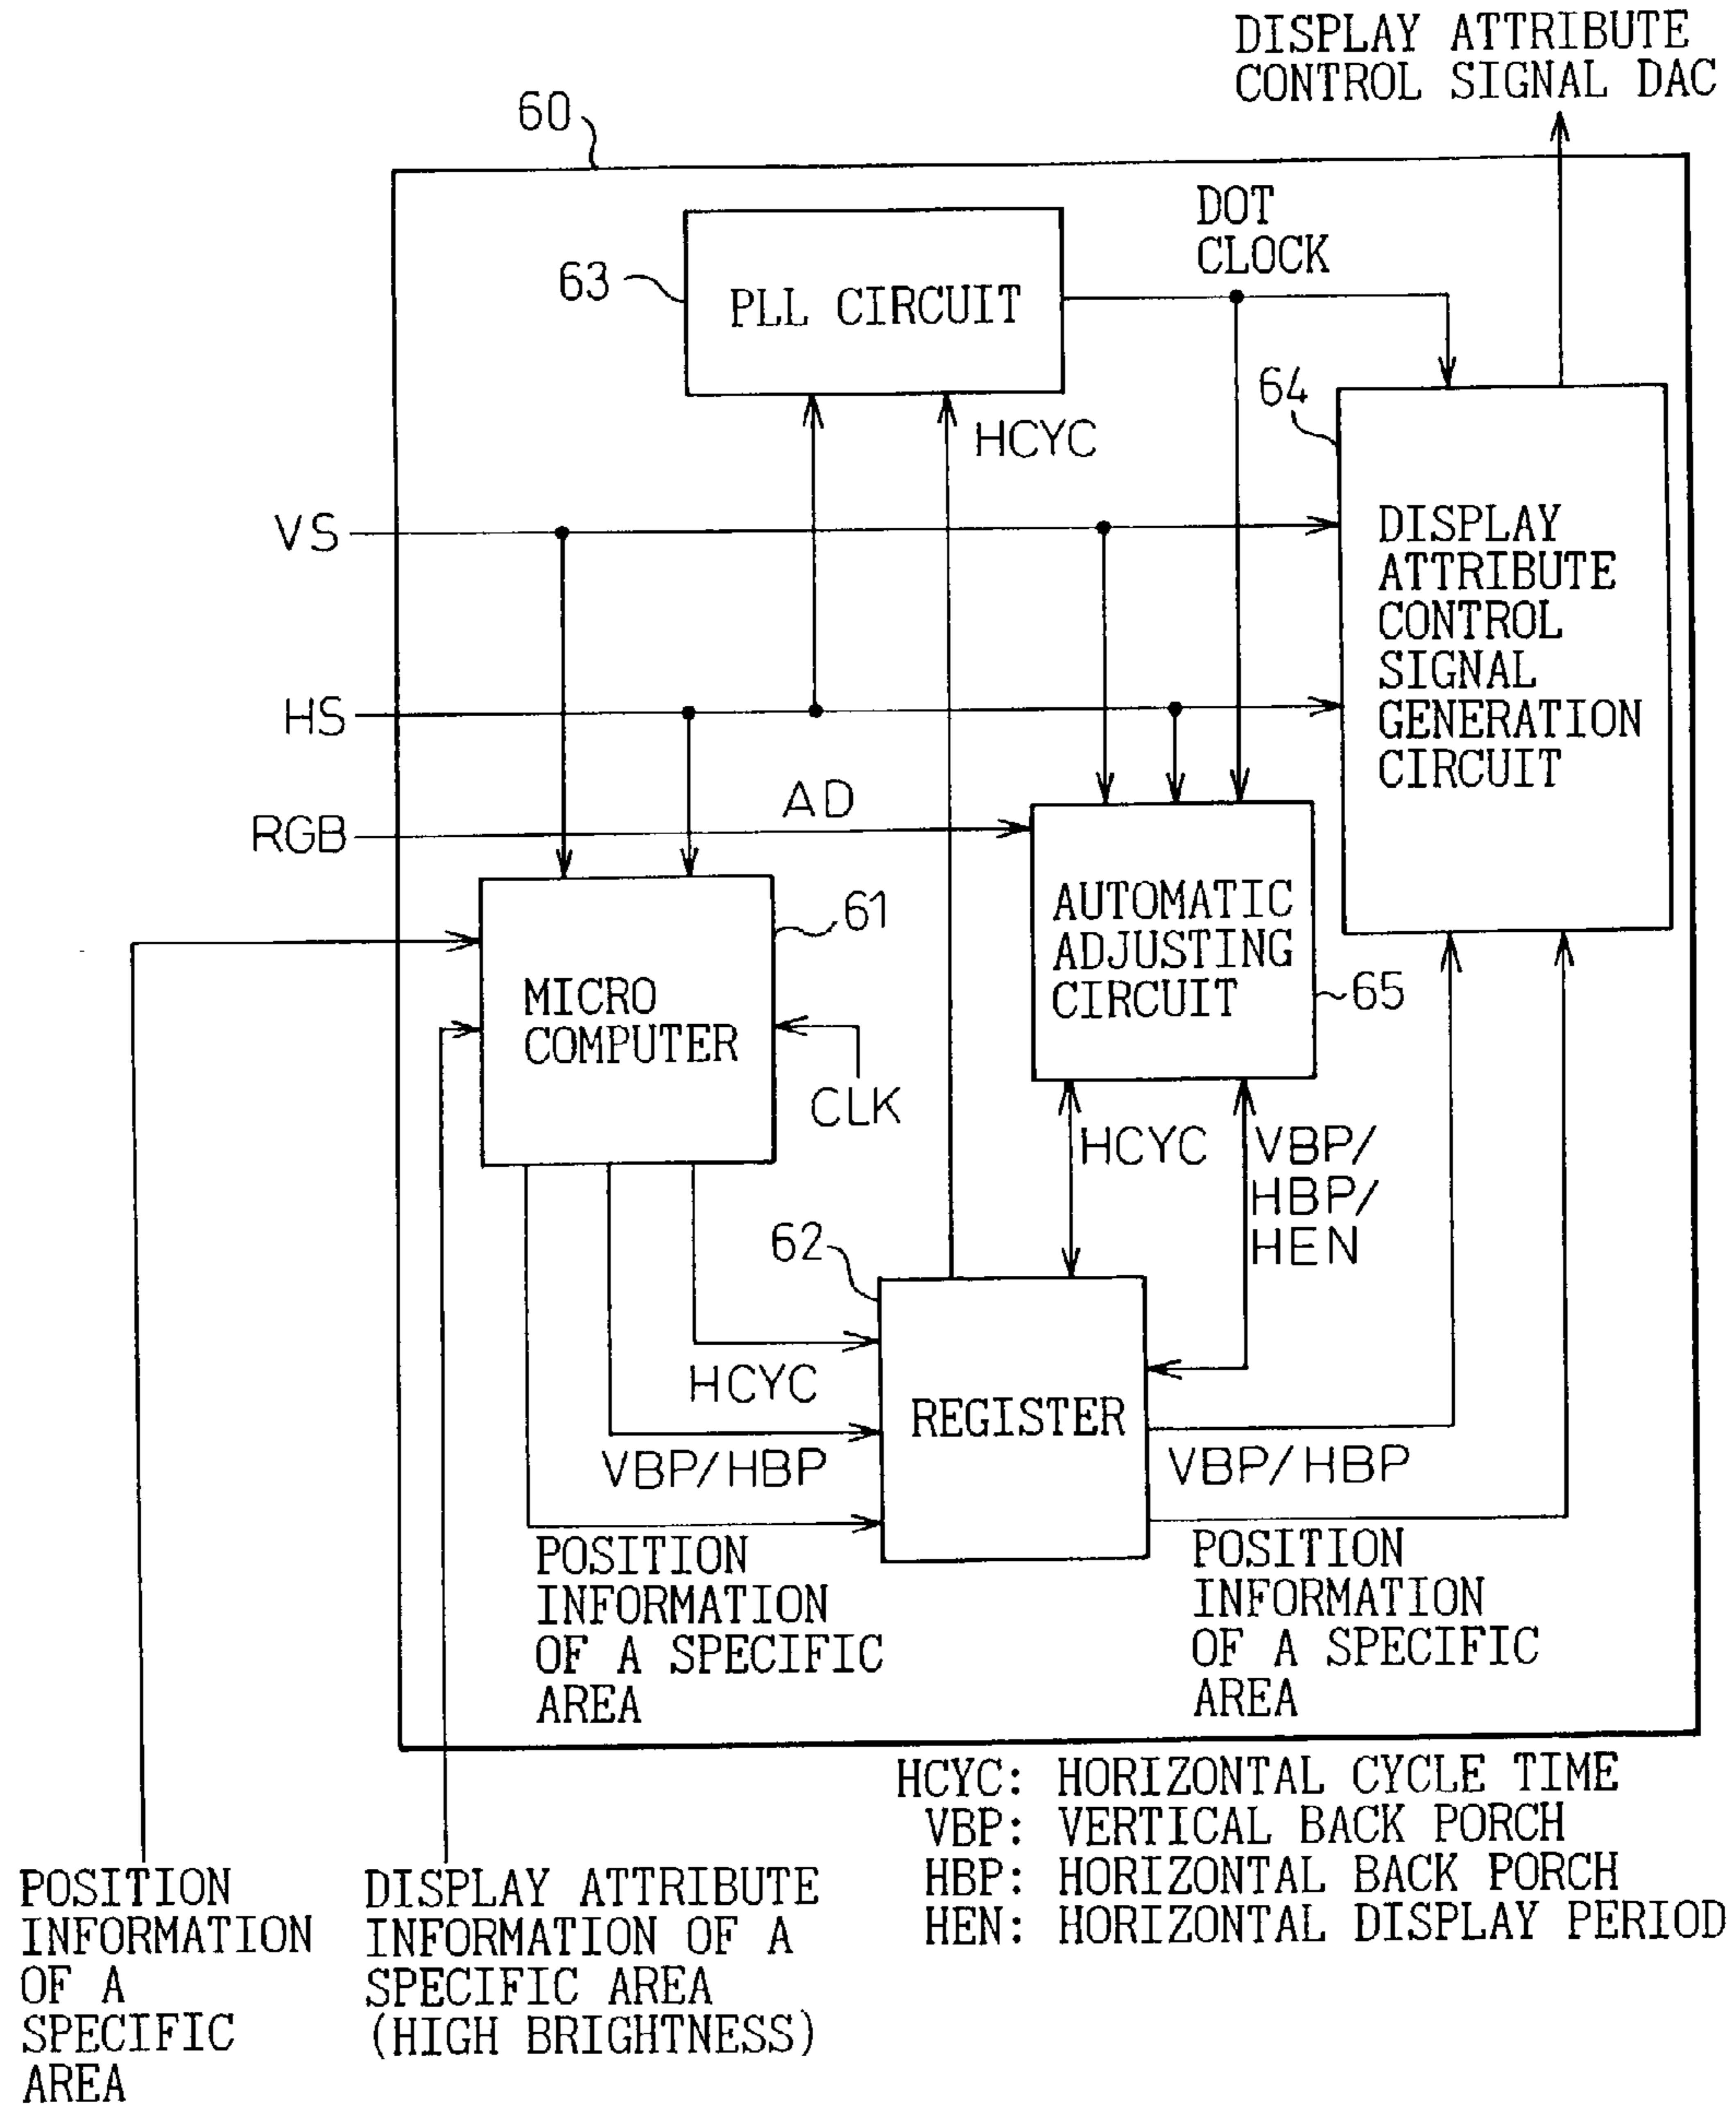 DISPLAY ATTRIBUTE
CONTROL SIGNAL DAC
60
DOT
CLOCK
63
PLL CIRCUIT
64
HCYC
VS
DISPLAY
ATTRIBUTE
CONTROL
SIGNAL
GENERATION
CIRCUIT
HS
AD
RGB
61
AUTOMATIC
ADJUSTING
CIRCUIT
65
MICRO
COMPUTER
CLK
HCYC
VBP/
HBP/
HEN
62
HCYC
REGISTER
VBP/HBP
VBP/HBP
POSITION
INFORMATION
OF A SPECIFIC
AREA
POSITION
INFORMATION
OF A SPECIFIC
AREA
HCYC: HORIZONTAL CYCLE TIME
VBP: VERTICAL BACK PORCH
HBP: HORIZONTAL BACK PORCH
HEN: HORIZONTAL DISPLAY PERIOD
POSITION
INFORMATION
OF A
SPECIFIC
AREA
DISPLAY ATTRIBUTE
INFORMATION OF A
SPECIFIC AREA
(HIGH BRIGHTNESS)